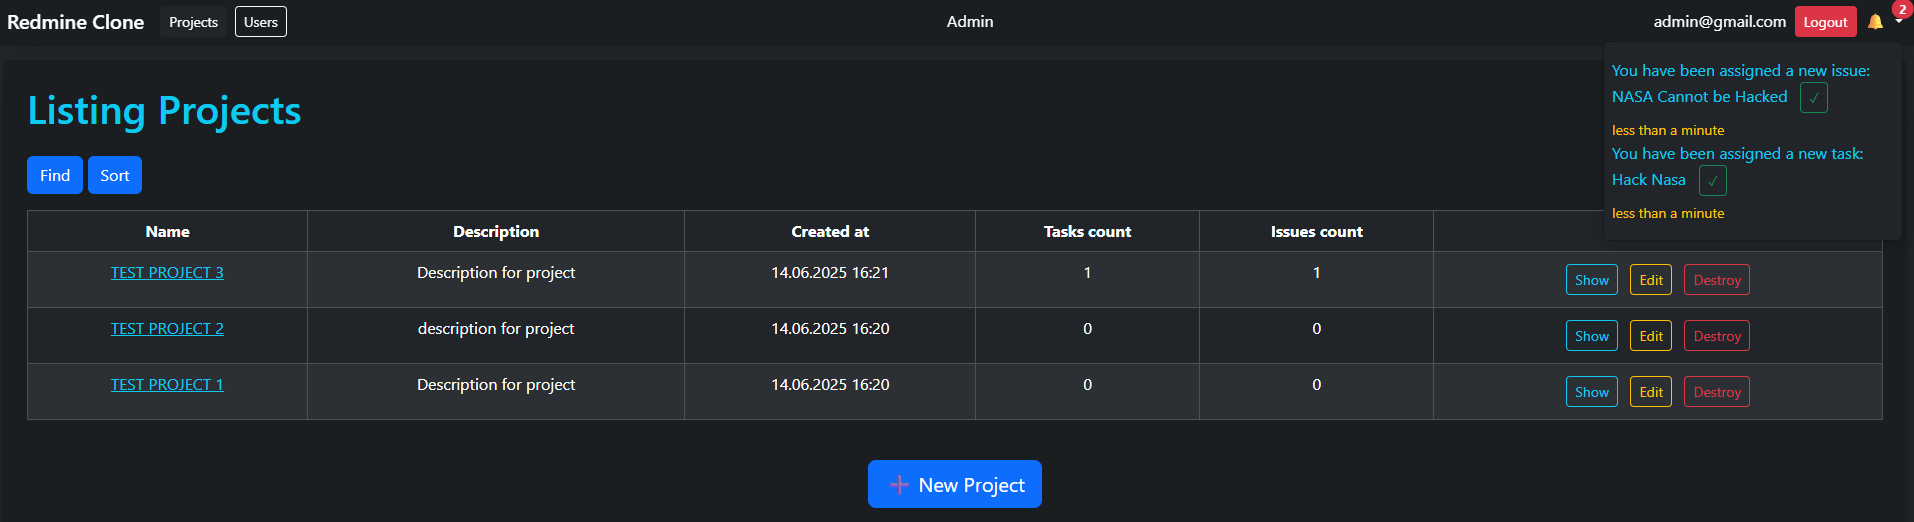 Redmine Clone Projects Users Admin admin@gmail.com Logout 2
You have been assigned a new issue:
NASA Cannot be Hacked ✓
less than a minute
You have been assigned a new task:
Hack Nasa ✓
less than a minute
Listing Projects
Find Sort
Name Description Created at Tasks count Issues count
TEST PROJECT 3 Description for project 14.06.2025 16:21 1 1 Show Edit Destroy
TEST PROJECT 2 description for project 14.06.2025 16:20 0 0 Show Edit Destroy
TEST PROJECT 1 Description for project 14.06.2025 16:20 0 0 Show Edit Destroy
➕ New Project